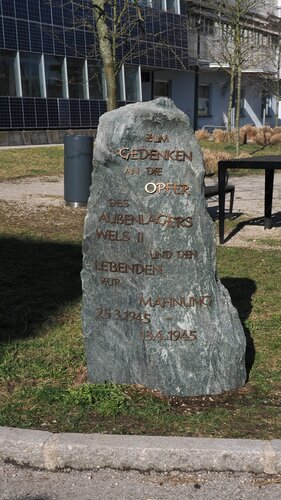 ZUM
GEDENKEN
AN DIE
OPFER
DES
AUßENLAGERS
WELS II
UND DEN
LEBENDEN
ZUR
MAHNUNG
25.3.1945 -
13.4.1945